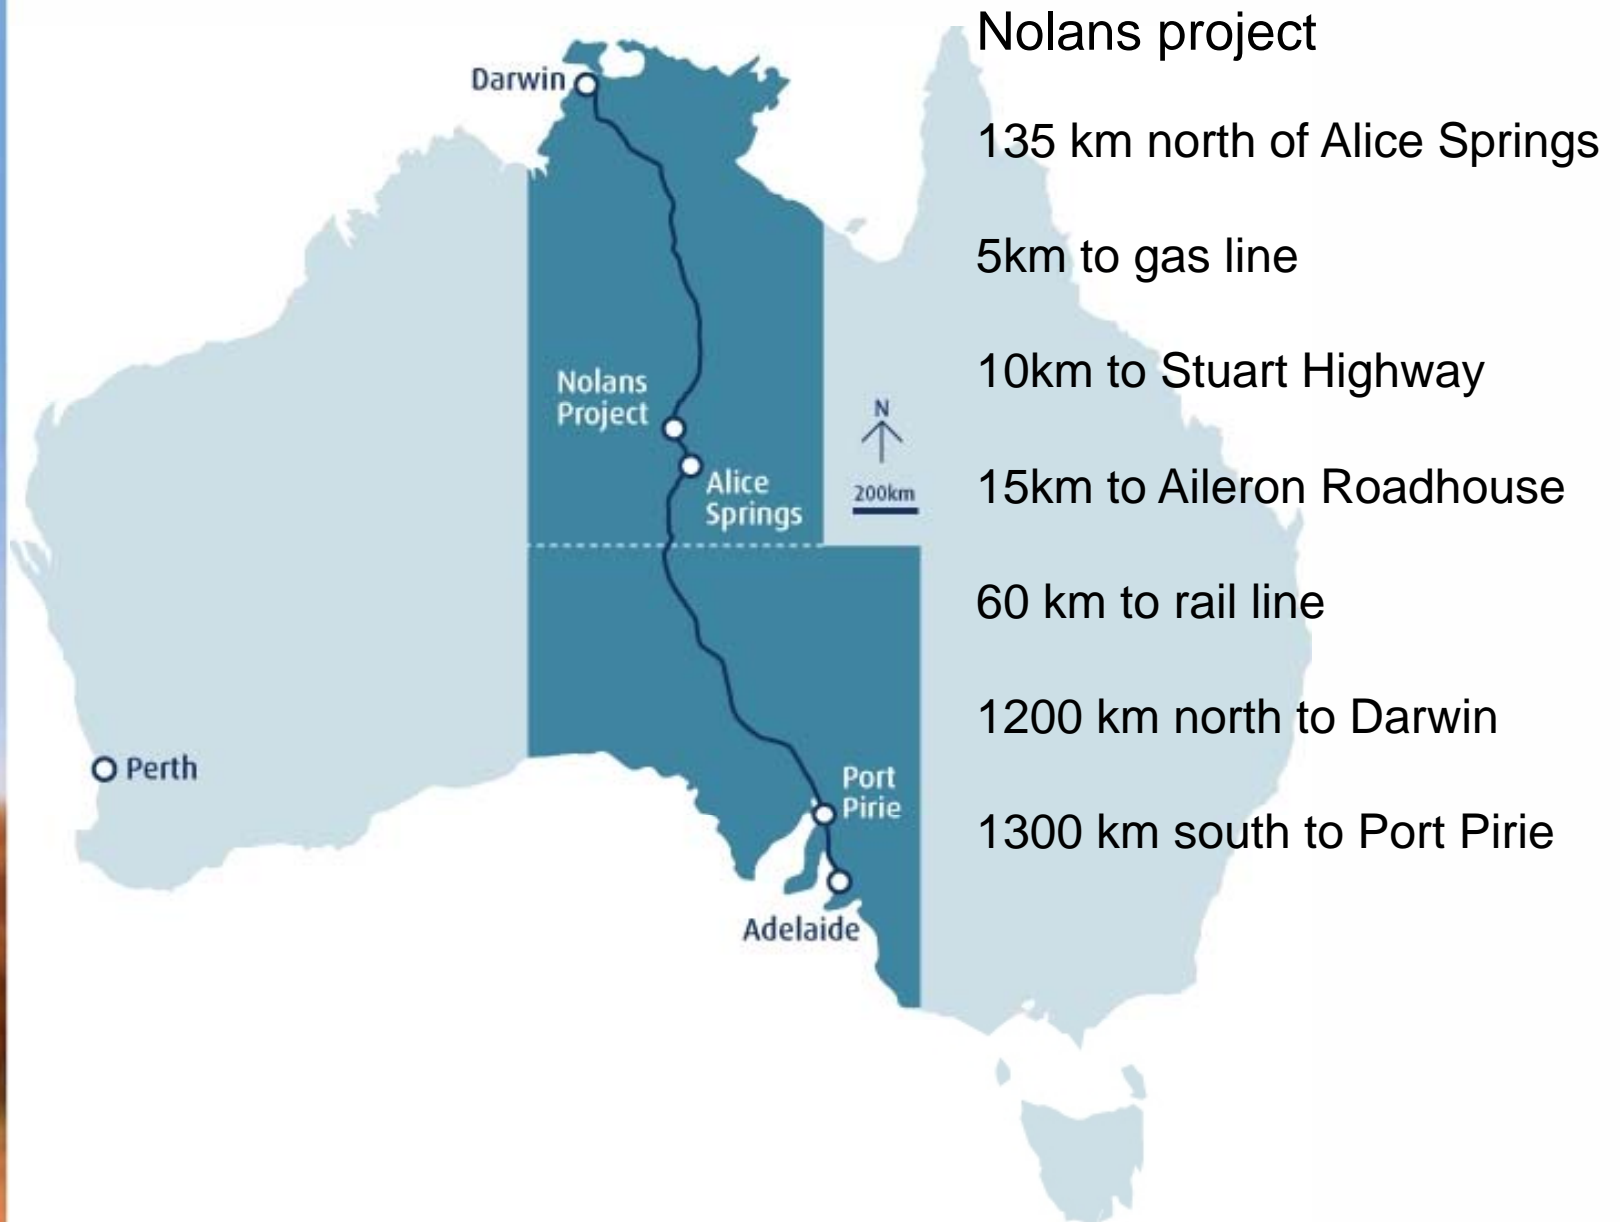 Nolans project
135 km north of Alice Springs
5km to gas line
10km to Stuart Highway
15km to Aileron Roadhouse
60 km to rail line
1200 km north to Darwin
1300 km south to Port Pirie
Darwin
Nolans
Project
Alice
Springs
N
200km
Perth
Port
Pirie
Adelaide